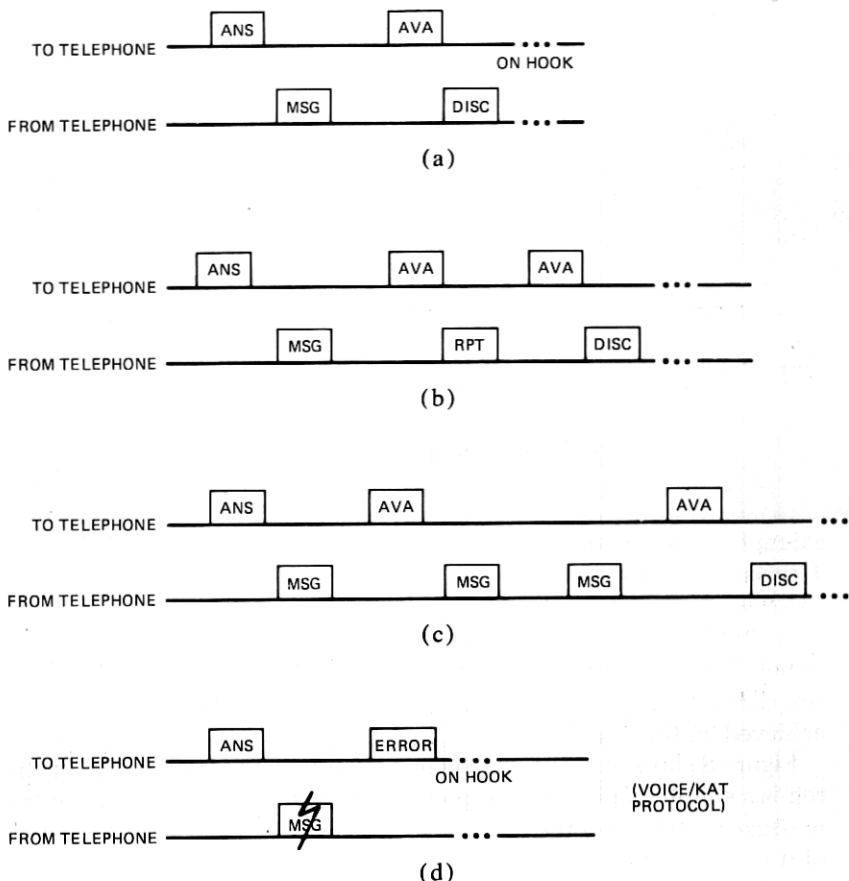 ANS AVA
TO TELEPHONE
ON HOOK
MSG DISC
FROM TELEPHONE
(a)
ANS AVA AVA
TO TELEPHONE
MSG RPT DISC
FROM TELEPHONE
(b)
ANS AVA AVA
TO TELEPHONE
MSG MSG MSG DISC
FROM TELEPHONE
(c)
ANS ERROR
TO TELEPHONE
ON HOOK
(VOICE/KAT
PROTOCOL)
MSG
FROM TELEPHONE
(d)